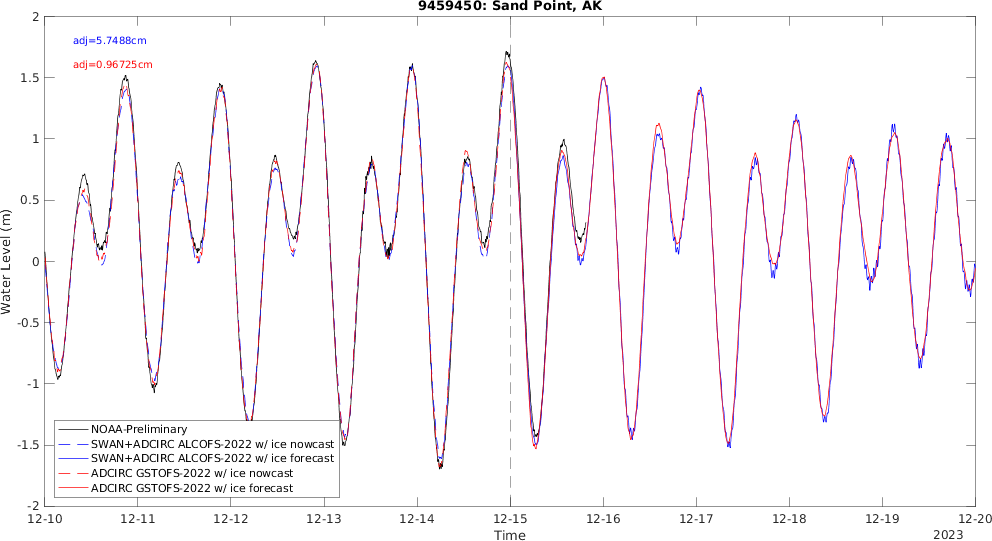 9459450: Sand Point, AK
adj=5.7488cm
adj=0.96725cm
Water Level (m)
2
1.5
1
0.5
0
-0.5
-1
-1.5
-2
NOAA-Preliminary
SWAN+ADCIRC ALCOFS-2022 w/ ice nowcast
SWAN+ADCIRC ALCOFS-2022 w/ ice forecast
ADCIRC GSTOFS-2022 w/ ice nowcast
ADCIRC GSTOFS-2022 w/ ice forecast
12-10 12-11 12-12 12-13 12-14 12-15 12-16 12-17 12-18 12-19 12-20
Time
2023